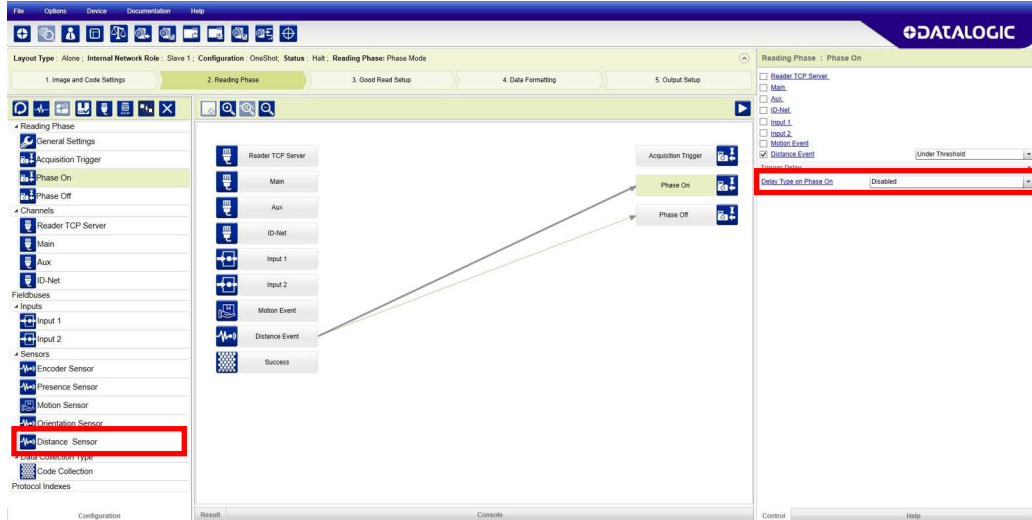 File Options Device Documentation Help
DATALOGIC
Layout Type : Alone ; Internal Network Role : Slave 1 ; Configuration : OneShot; Status : Halt ; Reading Phase: Phase Mode
1. Image and Code Settings 2. Reading Phase 3. Good Read Setup 4. Data Formatting 5. Output Setup
Reading Phase
General Settings
Acquisition Trigger
Phase On
Phase Off
Channels
Reader TCP Server
Main
Aux
ID-Net
Fieldbuses
Inputs
Input 1
Input 2
Sensors
Encoder Sensor
Presence Sensor
Motion Sensor
Orientation Sensor
Distance Sensor
Data Collection Type
Code Collection
Protocol Indexes
Configuration
Reader TCP Server
Main
Aux
ID-Net
Input 1
Input 2
Motion Event
Distance Event
Success
Acquisition Trigger
Phase On
Phase Off
Result Console
Reading Phase : Phase On
Reader TCP Server
Main
Aux
ID-Net
Input 1
Input 2
Motion Event
Distance Event Under Threshold
Trigger Delay
Delay Type on Phase On Disabled
Control Help